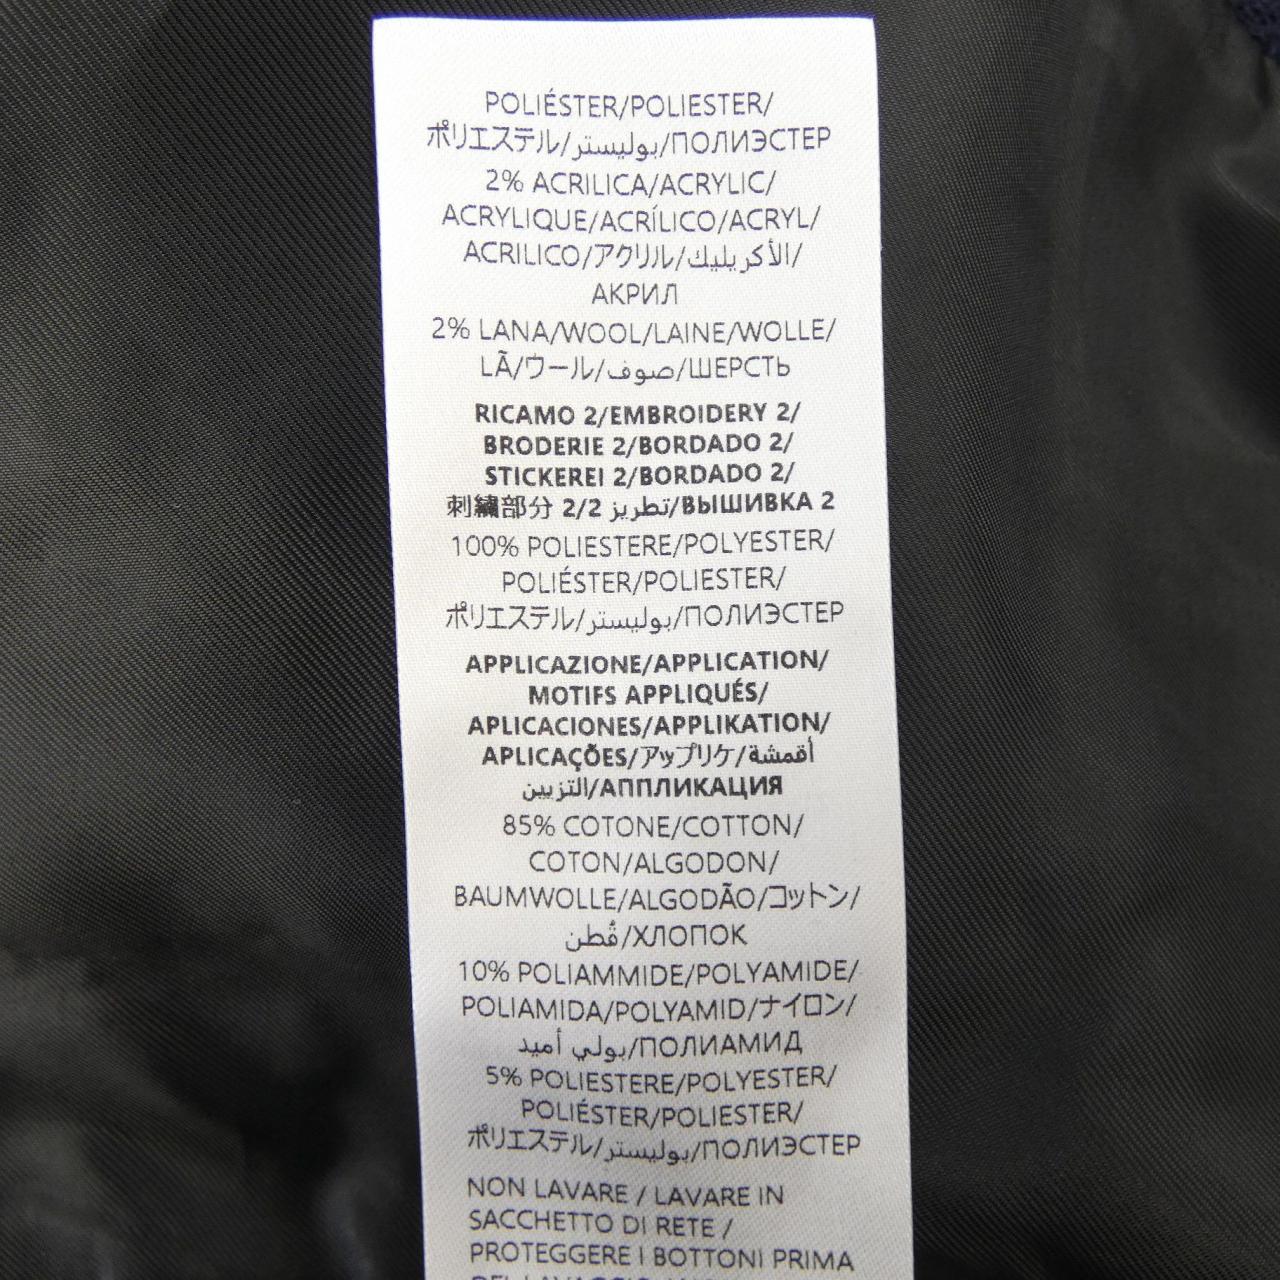 POLIÉSTER/POLIESTER/
ポリエステル/بوليستر/ПОЛИЭСТЕР
2% ACRILICA/ACRYLIC/
ACRYLIQUE/ACRÍLICO/ACRYL/
ACRILICO/アクリル/الأكريليك/
АКРИЛ
2% LANA/WOOL/LAINE/WOLLE/
LÃ/ウール/صوف/ШЕРСТЬ
RICAMO 2/EMBROIDERY 2/
BRODERIE 2/BORDADO 2/
STICKEREI 2/BORDADO 2/
刺繍部分 2/2 تطريز/ВЫШИВКА 2
100% POLIESTERE/POLYESTER/
POLIÉSTER/POLIESTER/
ポリエステル/بوليستر/ПОЛИЭСТЕР
APPLICAZIONE/APPLICATION/
MOTIFS APPLIQUÉS/
APLICACIONES/APPLIKATION/
APLICAÇÕES/アップリケ/أقمشة
التزيين/АППЛИКАЦИЯ
85% COTONE/COTTON/
COTON/ALGODON/
BAUMWOLLE/ALGODÃO/コットン/
قُطن/ХЛОПОК
10% POLIAMMIDE/POLYAMIDE/
POLIAMIDA/POLYAMID/ナイロン/
بولي أميد/ПОЛИАМИД
5% POLIESTERE/POLYESTER/
POLIÉSTER/POLIESTER/
ポリエステル/بوليستر/ПОЛИЭСТЕР
NON LAVARE / LAVARE IN
SACCHETTO DI RETE /
PROTEGGERE I BOTTONI PRIMA